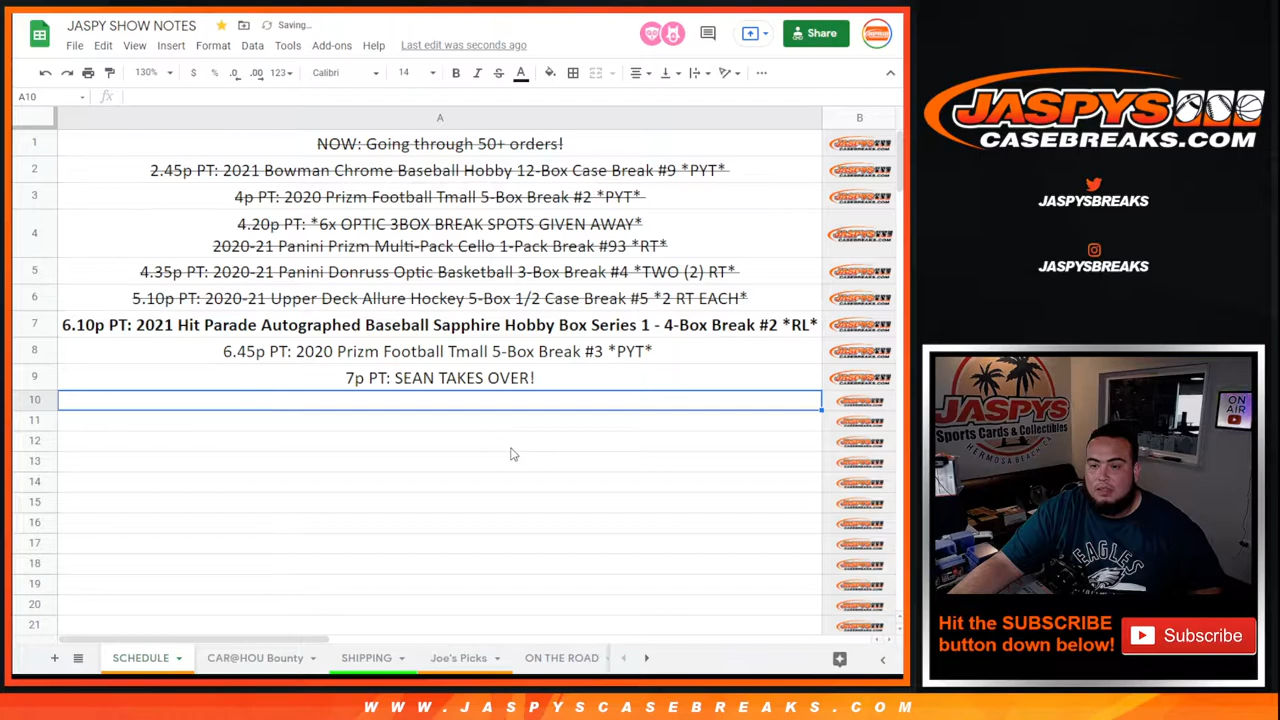 JASPY SHOW NOTES
Saving...
File Edit View Insert Format Data Tools Add-ons Help Last edit was seconds ago
Share
130% $ % .0 .00 123 Calibri 14 B I S A
A10 fx
A B
1 NOW: Going through 50+ orders!
2 2.45p PT: 2021 Bowman Chrome Baseball Hobby 12-Box Case Break #9 *PYT*
3 4p PT: 2020 Prizm Football Tmall 5-Box Break #2 *PYT*
4.20p PT: *6x OPTIC 3BOX BREAK SPOTS GIVEN AWAY*
4 2020-21 Panini Prizm Multi-Pack Cello 1-Pack Break #93 *RT*
5 4.35p PT: 2020-21 Panini Donruss Optic Basketball 3-Box Break #4 *TWO (2) RT*
6 5.10p PT: 2020-21 Upper Deck Allure Hockey 5-Box 1/2 Case Break #5 *2 RT EACH*
7 6.10p PT: 2021 Hit Parade Autographed Baseball Sapphire Hobby Box Series 1 - 4-Box Break #2 *RL*
8 6.45p PT: 2020 Prizm Football Tmall 5-Box Break #3 *PYT*
9 7p PT: SEAN TAKES OVER!
10
11
12
13
14
15
16
17
18
19
20
21
SCHEDULE CAR@HOU Bounty SHIPPING Joe's Picks ON THE ROAD
JASPYS
CASEBREAKS.COM
JASPYSBREAKS
JASPYSBREAKS
JASPYS
Sports Cards & Collectibles
HERMOSA BEACH
ON AIR
EAGLES
Hit the SUBSCRIBE
button down below!
Subscribe
WWW.JASPYSCASEBREAKS.COM